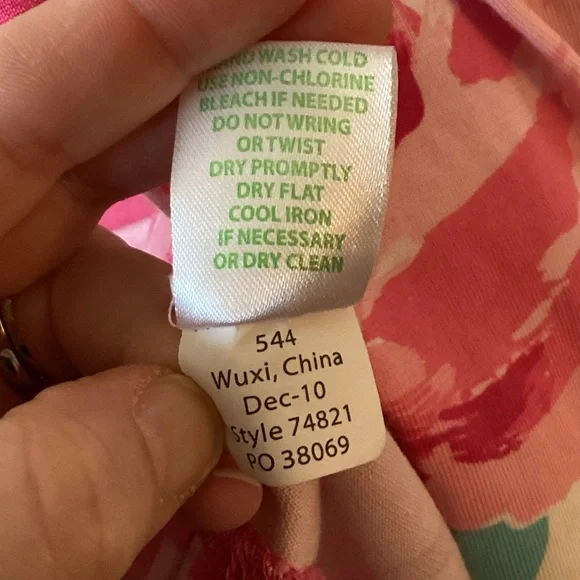 HAND WASH COLD
USE NON-CHLORINE
BLEACH IF NEEDED
DO NOT WRING
OR TWIST
DRY PROMPTLY
DRY FLAT
COOL IRON
IF NECESSARY
OR DRY CLEAN
544
Wuxi, China
Dec-10
Style 74821
PO 38069